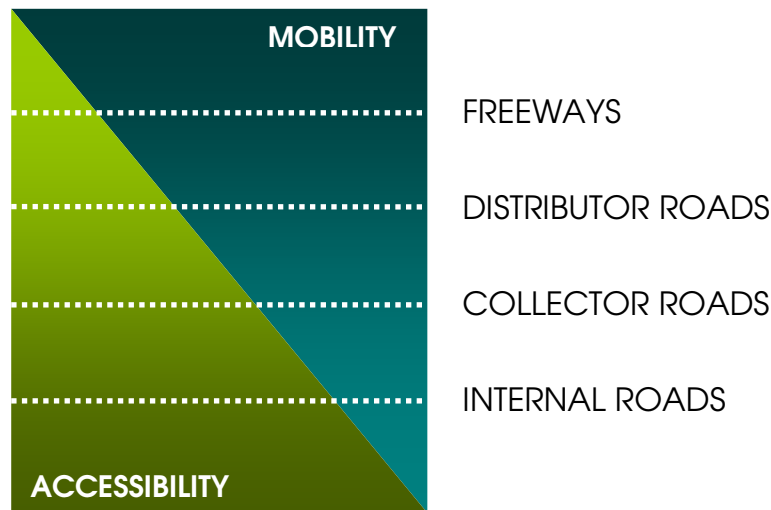 MOBILITY
FREEWAYS
DISTRIBUTOR ROADS
COLLECTOR ROADS
INTERNAL ROADS
ACCESSIBILITY